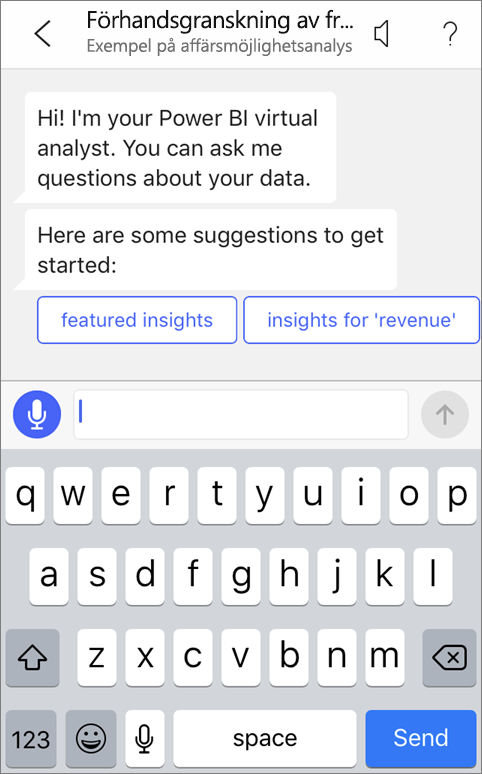 Förhandsgranskning av fr...
Exempel på affärsmöjlighetsanalys
?
Hi! I'm your Power BI virtual
analyst. You can ask me
questions about your data.
Here are some suggestions to get
started:
featured insights
insights for 'revenue'
q w e r t y u i o p
a s d f g h j k l
z x c v b n m
123 space Send